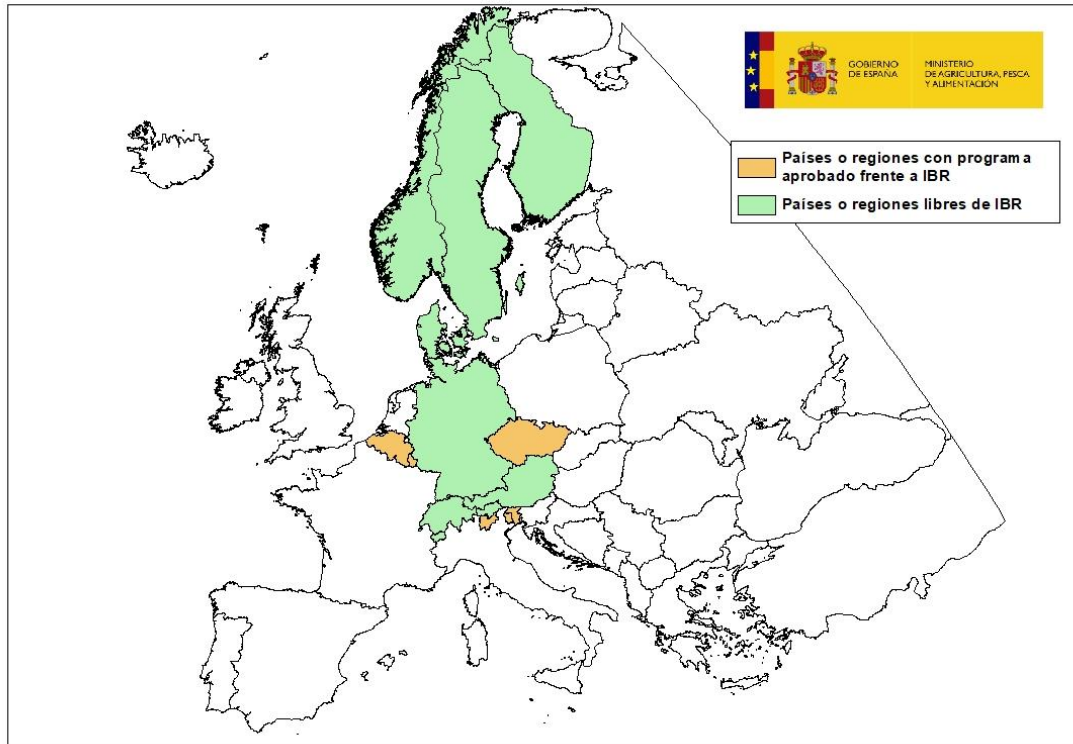 GOBIERNO
DE ESPAÑA
MINISTERIO
DE AGRICULTURA, PESCA
Y ALIMENTACIÓN
Países o regiones con programa
aprobado frente a IBR
Países o regiones libres de IBR